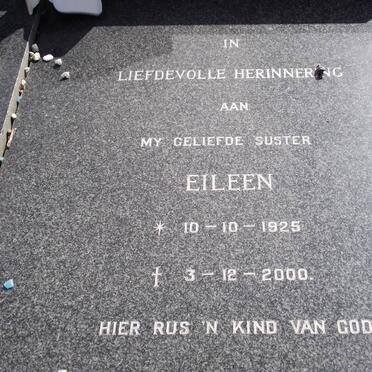 IN
LIEFDEVOLLE HERINNERING
AAN
MY GELIEFDE SUSTER
EILEEN
* 10-10-1925
† 3-12-2000.
HIER RUS 'N KIND VAN GOD